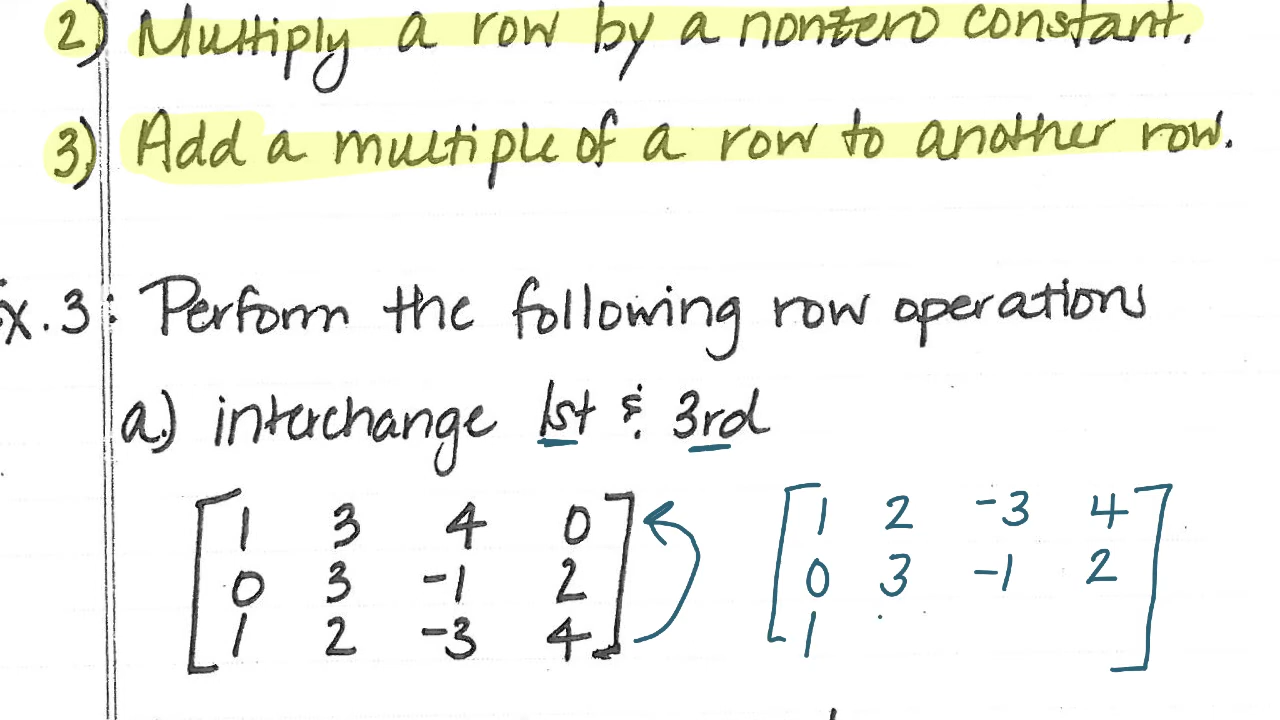 2) Multiply a row by a nonzero constant.
3) Add a multiple of a row to another row.
x.3: Perform the following row operations
a.) interchange 1st & 3rd
1 3 4 0
0 3 -1 2
1 2 -3 4
1 2 -3 4
0 3 -1 2
1